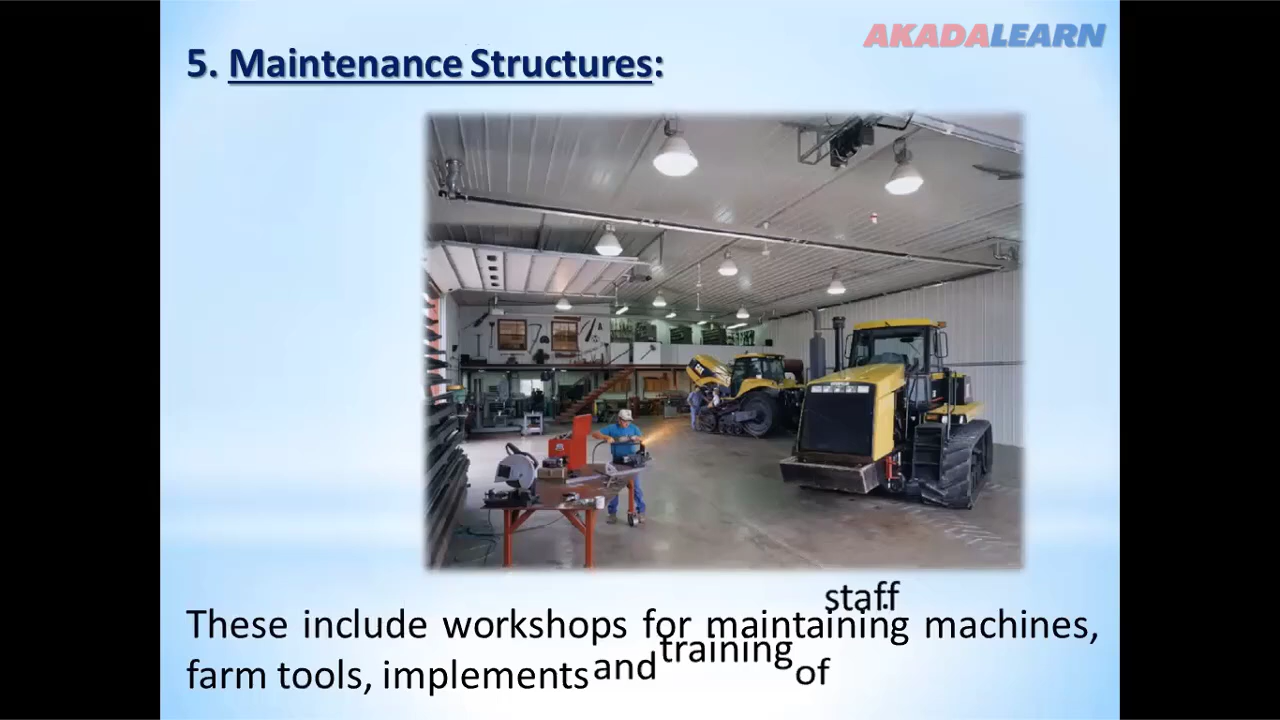 AKADALEARN
5. Maintenance Structures:
These include workshops for maintaining machines,
farm tools, implements and training of staff